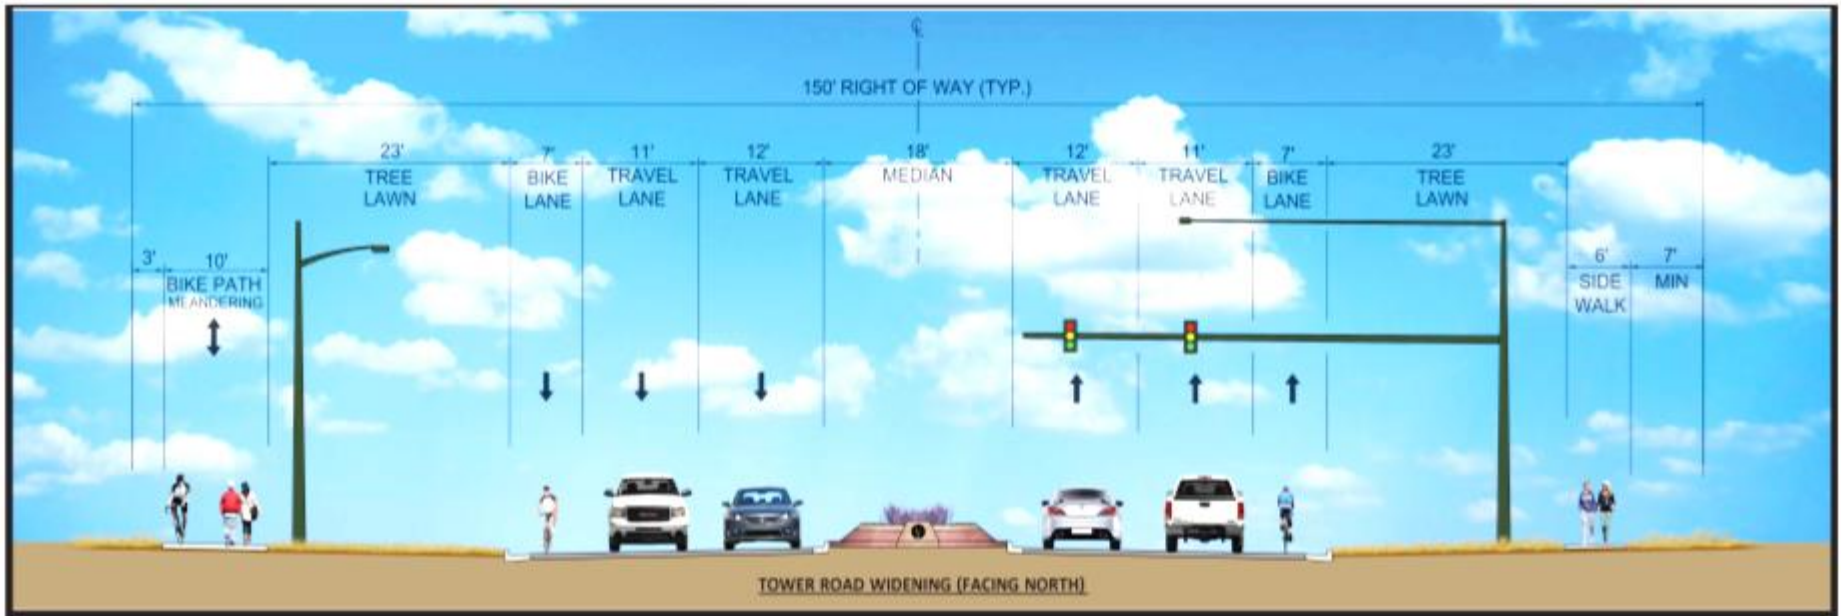 ℄
150' RIGHT OF WAY (TYP.)
23'
TREE
LAWN
7'
BIKE
LANE
11'
TRAVEL
LANE
12'
TRAVEL
LANE
18'
MEDIAN
12'
TRAVEL
LANE
11'
TRAVEL
LANE
7'
BIKE
LANE
23'
TREE
LAWN
3'
10'
BIKE PATH
MEANDERING
6'
SIDE
WALK
7'
MIN
TOWER ROAD WIDENING (FACING NORTH)